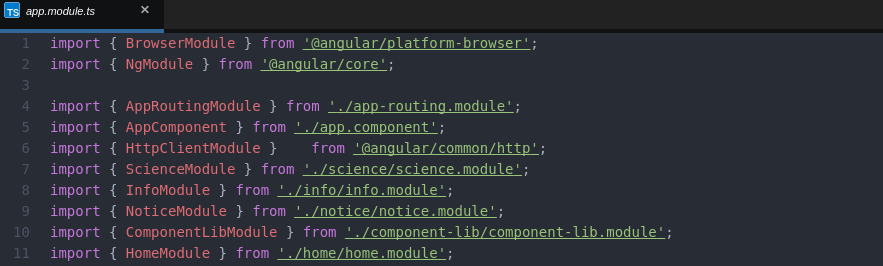 TS app.module.ts ×
1 import { BrowserModule } from '@angular/platform-browser';
2 import { NgModule } from '@angular/core';
3
4 import { AppRoutingModule } from './app-routing.module';
5 import { AppComponent } from './app.component';
6 import { HttpClientModule }    from '@angular/common/http';
7 import { ScienceModule } from './science/science.module';
8 import { InfoModule } from './info/info.module';
9 import { NoticeModule } from './notice/notice.module';
10 import { ComponentLibModule } from './component-lib/component-lib.module';
11 import { HomeModule } from './home/home.module';